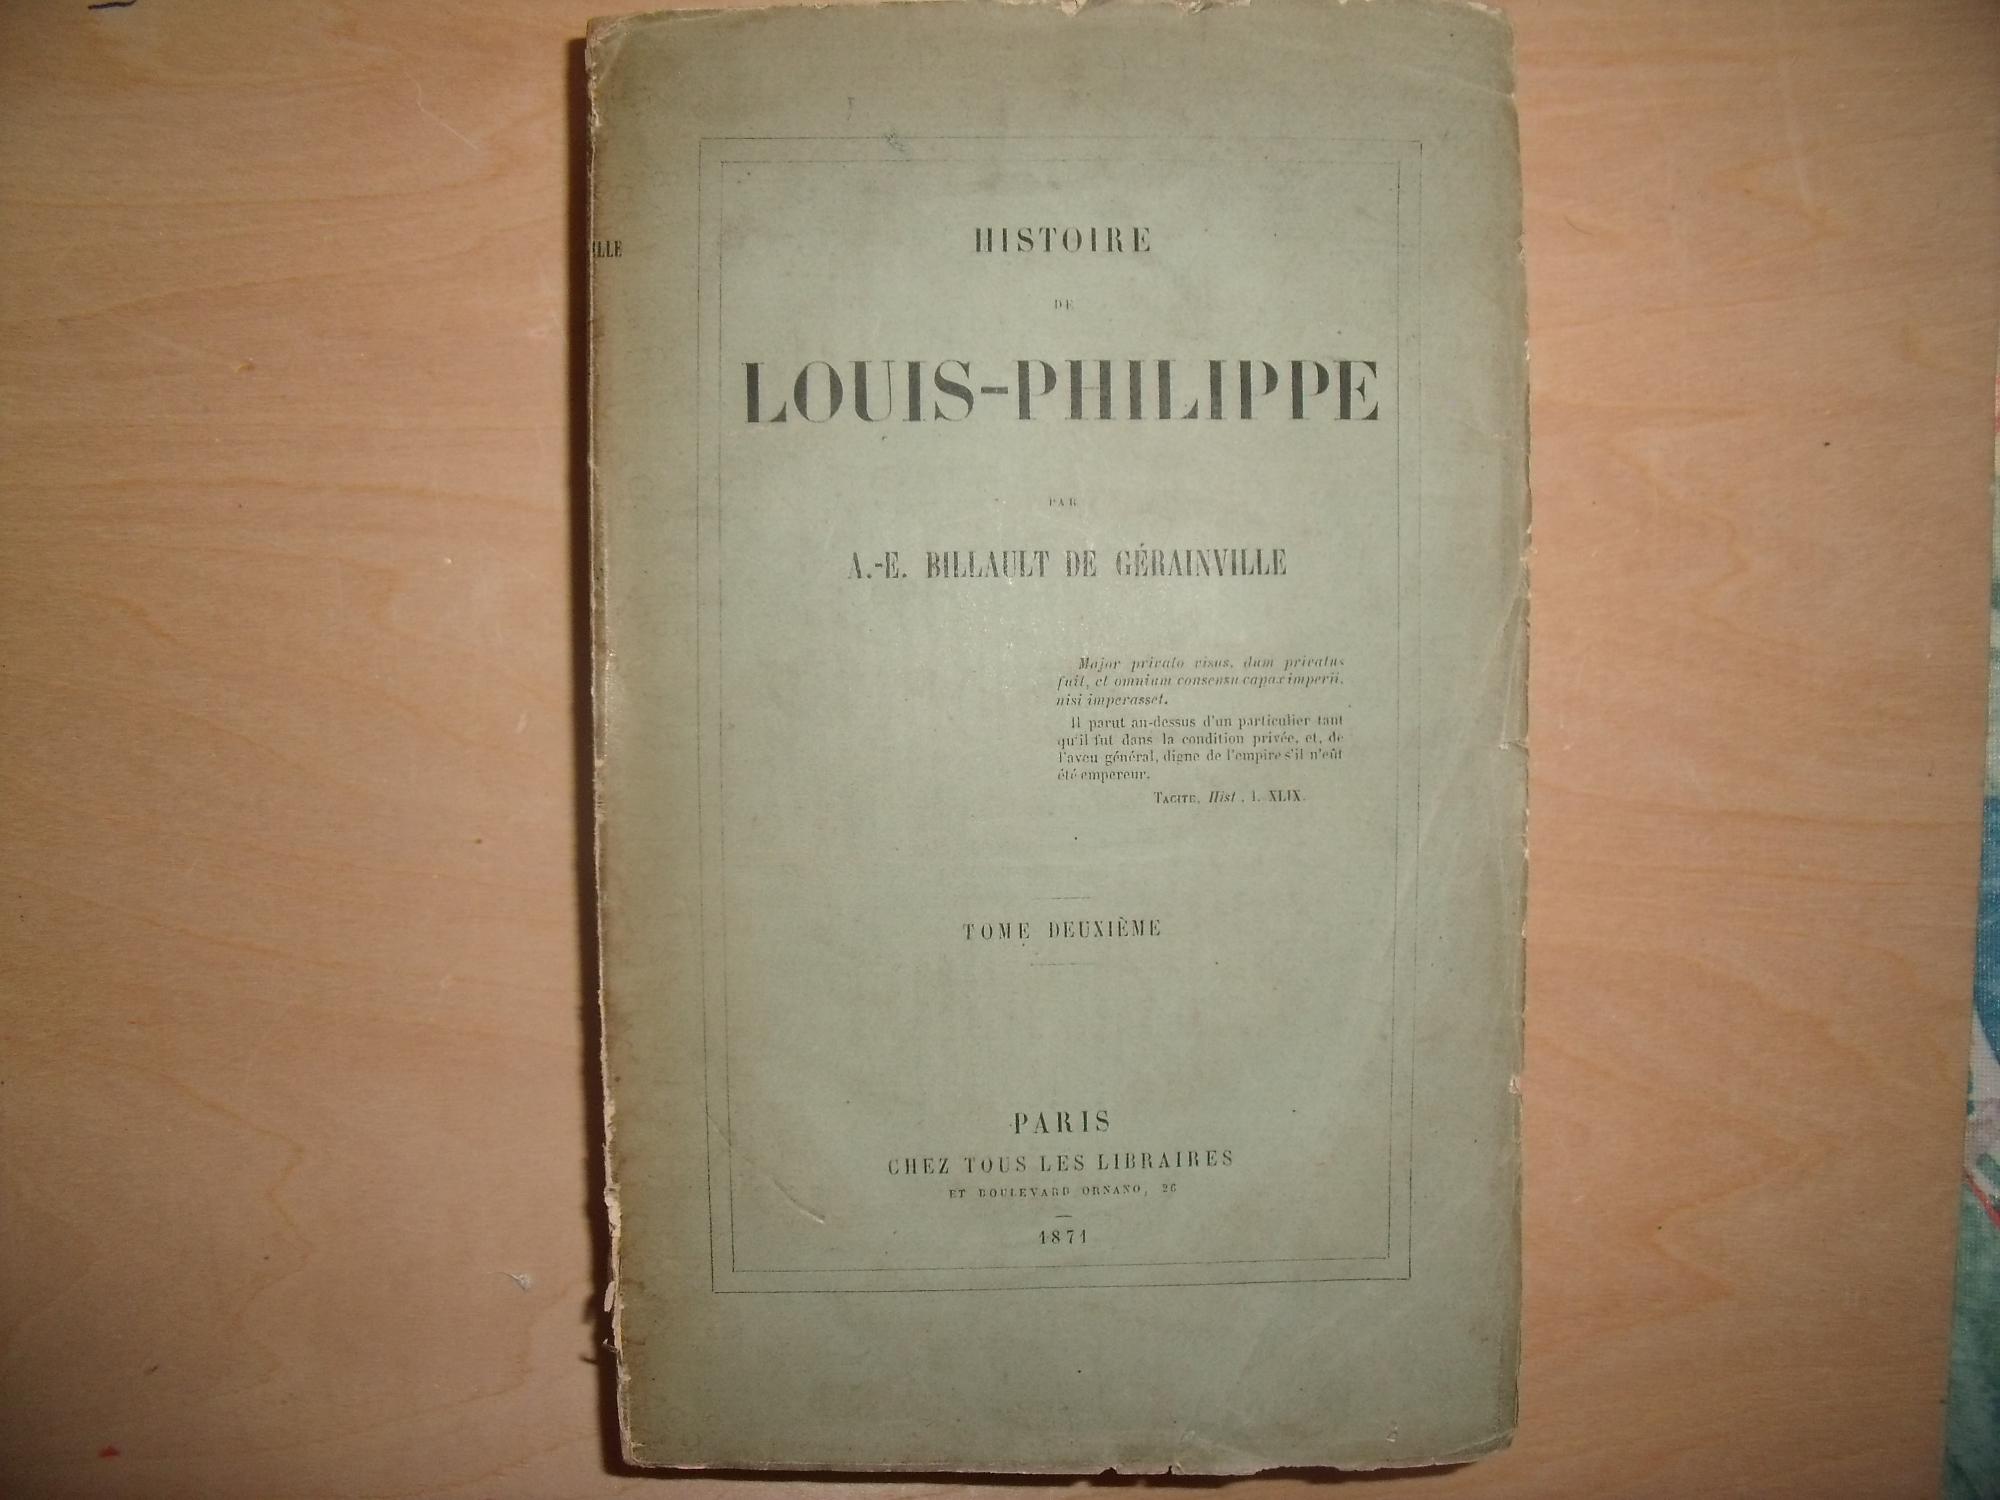 ILLE
HISTOIRE
DE
LOUIS-PHILIPPE
PAR
A.-E. BILLAULT DE GÉRAINVILLE
Major privato visus, dum privatus
fuit, et omnium consensu capax imperii,
nisi imperasset.
Il parut au-dessus d'un particulier tant
qu'il fut dans la condition privée, et, de
l'aveu général, digne de l'empire s'il n'eût
été empereur.
TACITE, Hist, I. XLIX.
TOME DEUXIÈME
PARIS
CHEZ TOUS LES LIBRAIRES
ET BOULEVARD ORNANO, 26
1871